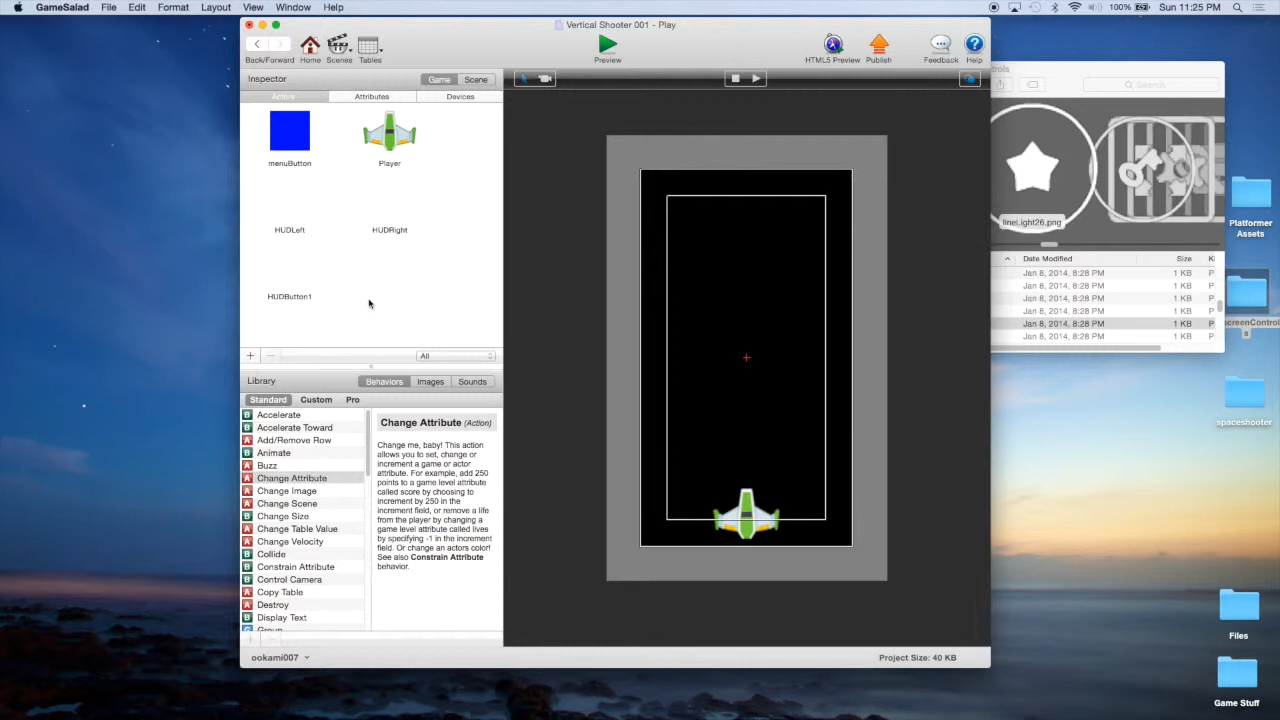 GameSalad File Edit Format Layout View Window Help
100% Sun 11:25 PM
Vertical Shooter 001 - Play
Back/Forward Home Scenes Tables Preview HTML5 Preview Publish Feedback Help
Inspector Game Scene
Actors Attributes Devices
menuButton Player
HUDLeft HUDRight
HUDButton1
All
Library Behaviors Images Sounds
Standard Custom Pro
Accelerate
Accelerate Toward
Add/Remove Row
Animate
Buzz
Change Attribute
Change Image
Change Scene
Change Size
Change Table Value
Change Velocity
Collide
Constrain Attribute
Control Camera
Copy Table
Destroy
Display Text
Group
Change Attribute (Action)
Change me, baby! This action
allows you to set, change or
increment a game or actor
attribute. For example, add 250
points to a game level attribute
called score by choosing to
increment by 250 in the
increment field, or remove a life
from the player by changing a
game level attribute called lives
by specifying -1 in the increment
field. Or change an actors color!
See also Constrain Attribute
behavior.
ookami007 Project Size: 40 KB
Search
lineLight26.png
Date Modified Size
Jan 8, 2014, 8:28 PM 1 KB P
Jan 8, 2014, 8:28 PM 1 KB P
Jan 8, 2014, 8:28 PM 1 KB P
Jan 8, 2014, 8:28 PM 1 KB P
Jan 8, 2014, 8:28 PM 1 KB P
Platformer
Assets
screenControl
s
spaceshooter
Files
Game Stuff